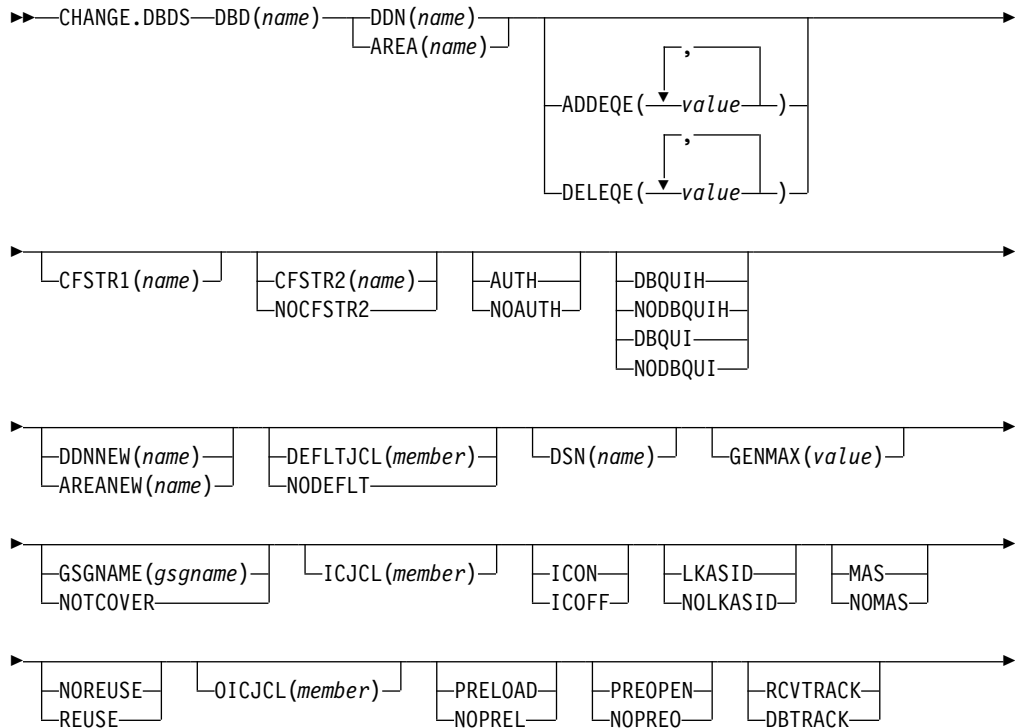 CHANGE.DBDS DBD(name) DDN(name)
AREA(name)
,
ADDEQE( value )
,
DELEQE( value )
CFSTR1(name) CFSTR2(name) AUTH DBQUIH
NOCFSTR2 NOAUTH NODBQUIH
DBQUI
NODBQUI
DDNNEW(name) DEFLTJCL(member) DSN(name) GENMAX(value)
AREANEW(name) NODEFLT
GSGNAME(gsgname) ICJCL(member) ICON LKASID MAS
NOTCOVER ICOFF NOLKASID NOMAS
NOREUSE OICJCL(member) PRELOAD PREOPEN RCVTRACK
REUSE NOPREL NOPREO DBTRACK